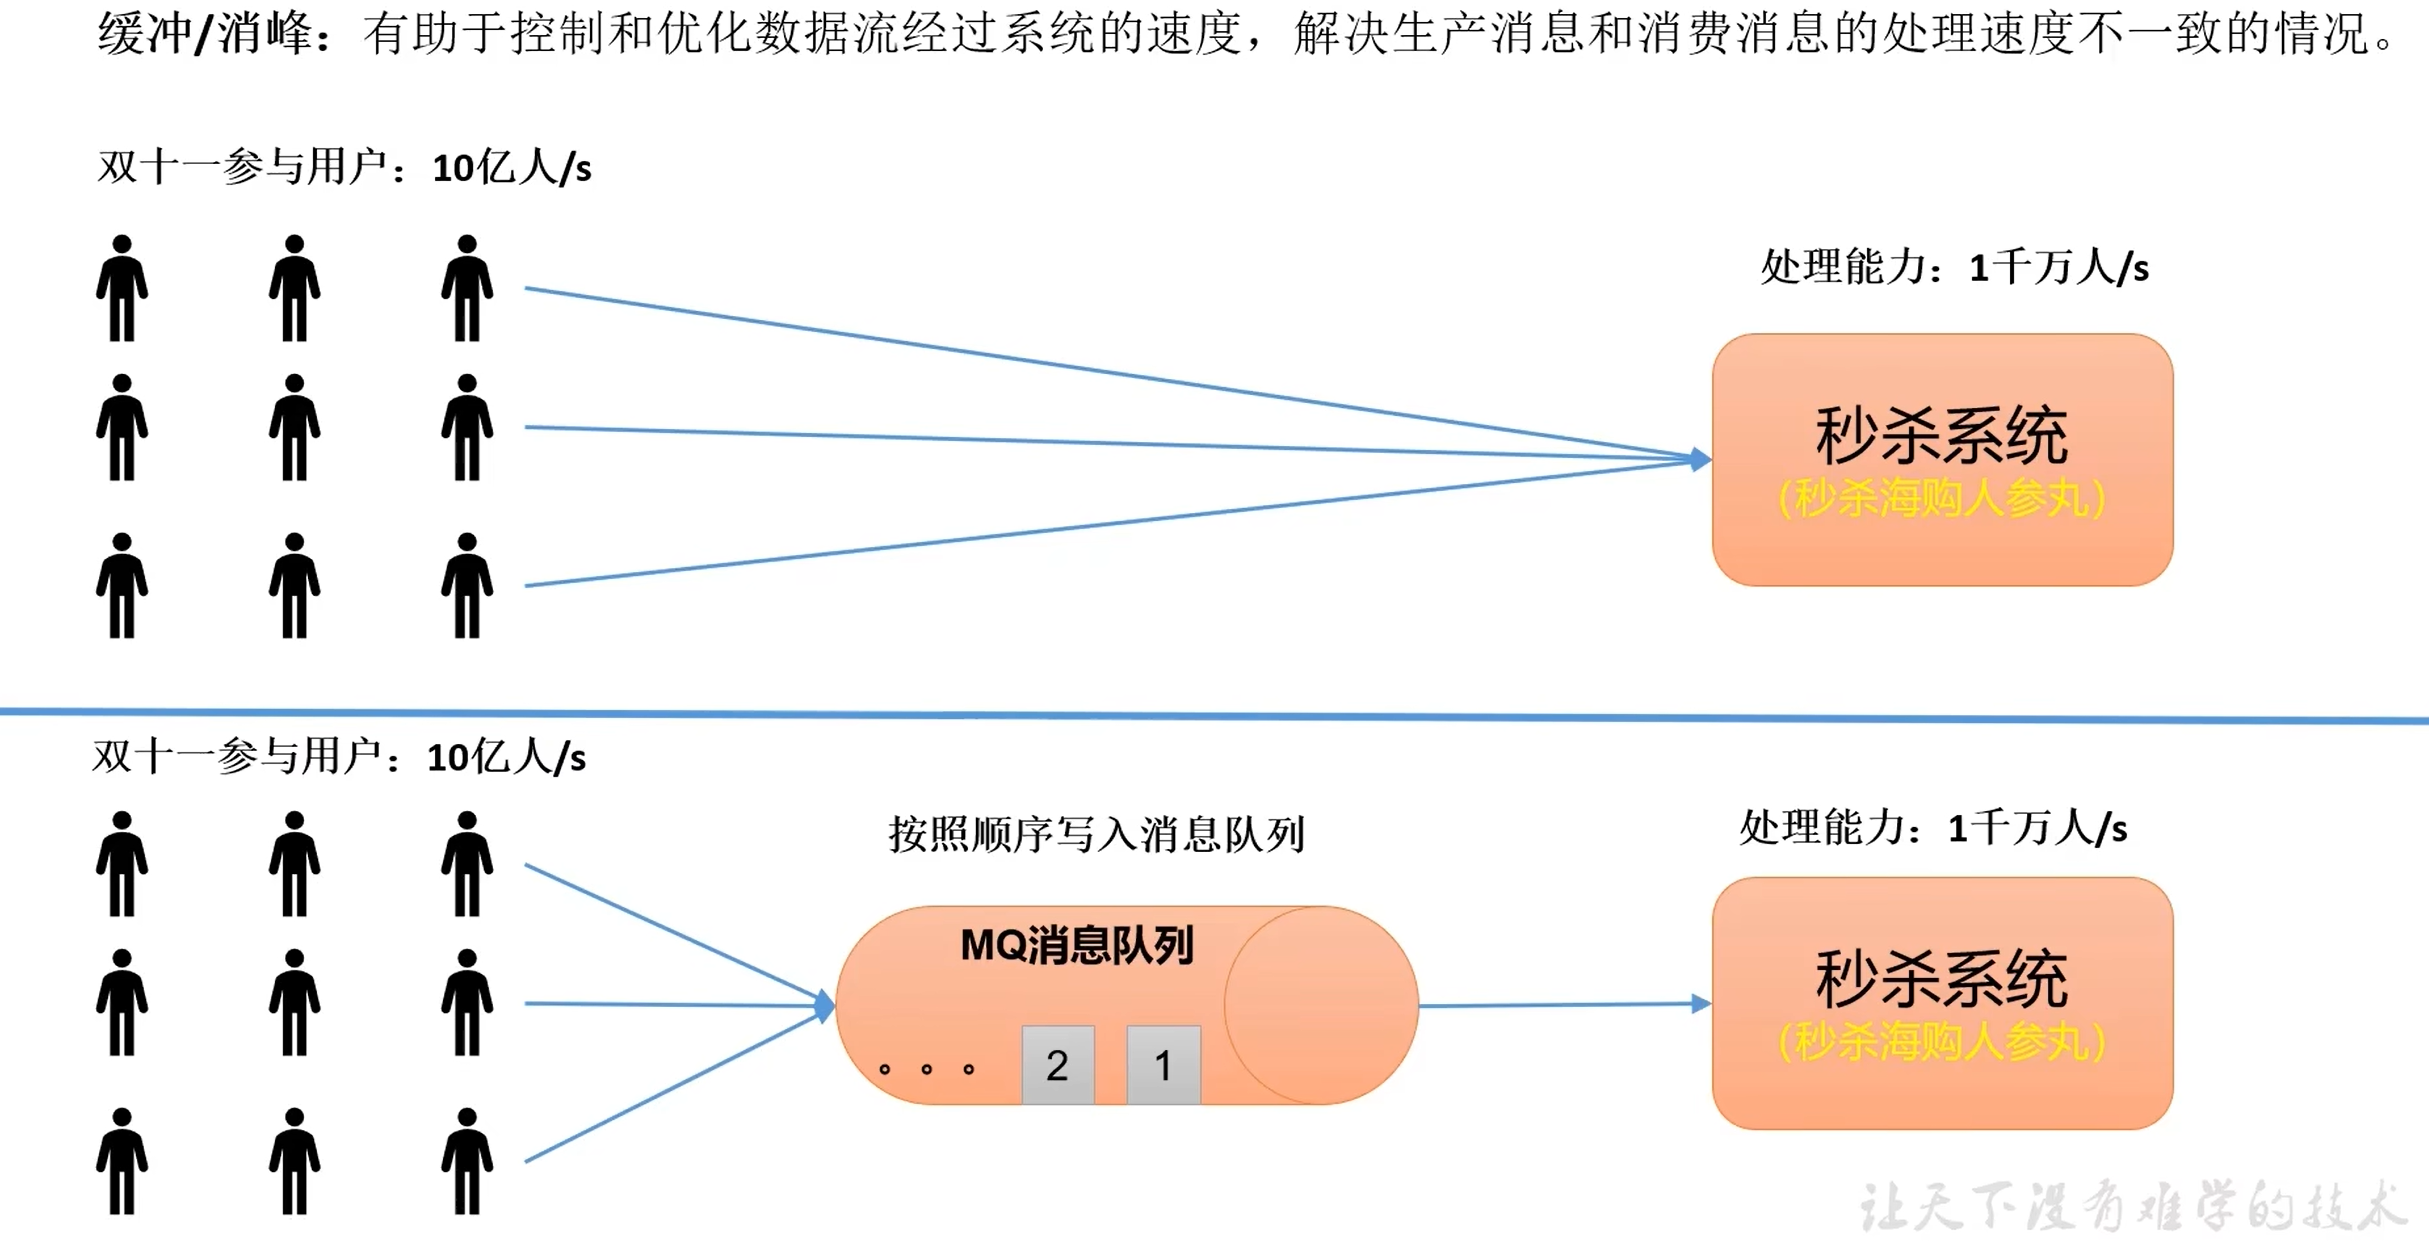 缓冲/消峰：有助于控制和优化数据流经过系统的速度，解决生产消息和消费消息的处理速度不一致的情况。
双十一参与用户：10亿人/s
处理能力：1千万人/s
秒杀系统
（秒杀海购人参丸）
双十一参与用户：10亿人/s
按照顺序写入消息队列
处理能力：1千万人/s
MQ消息队列
。。。 2 1
秒杀系统
（秒杀海购人参丸）
让天下没有难学的技术